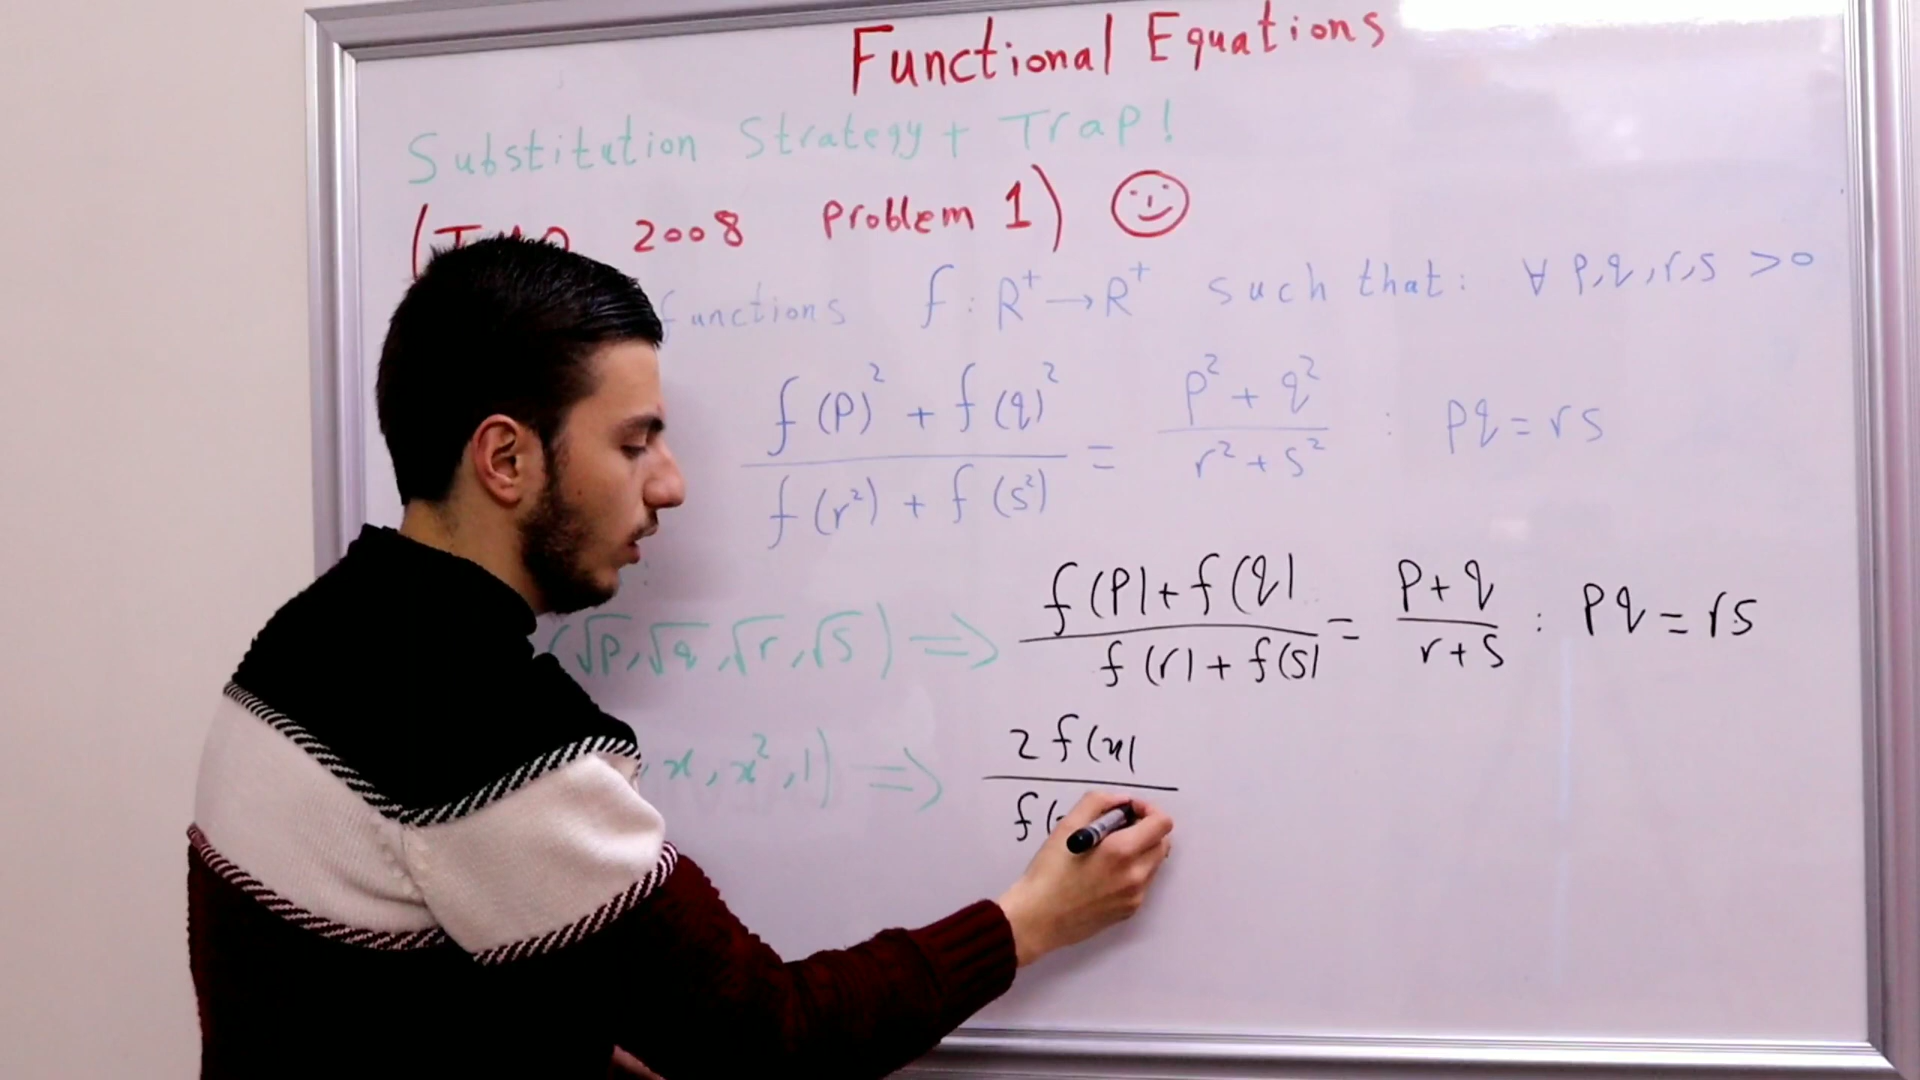 Functional Equations
Substitution Strategy + Trap!
2008 Problem 1)
functions f : R⁺ → R⁺ such that : ∀ p,q,r,s > 0
f(p)² + f(q)² / f(r²) + f(s²) = p² + q² / r² + s² : pq = rs
(√p, √q, √r, √s) ⇒ f(p) + f(q) / f(r) + f(s) = p + q / r + s : pq = rs
, x, x², 1) ⇒ 2f(x) / f(